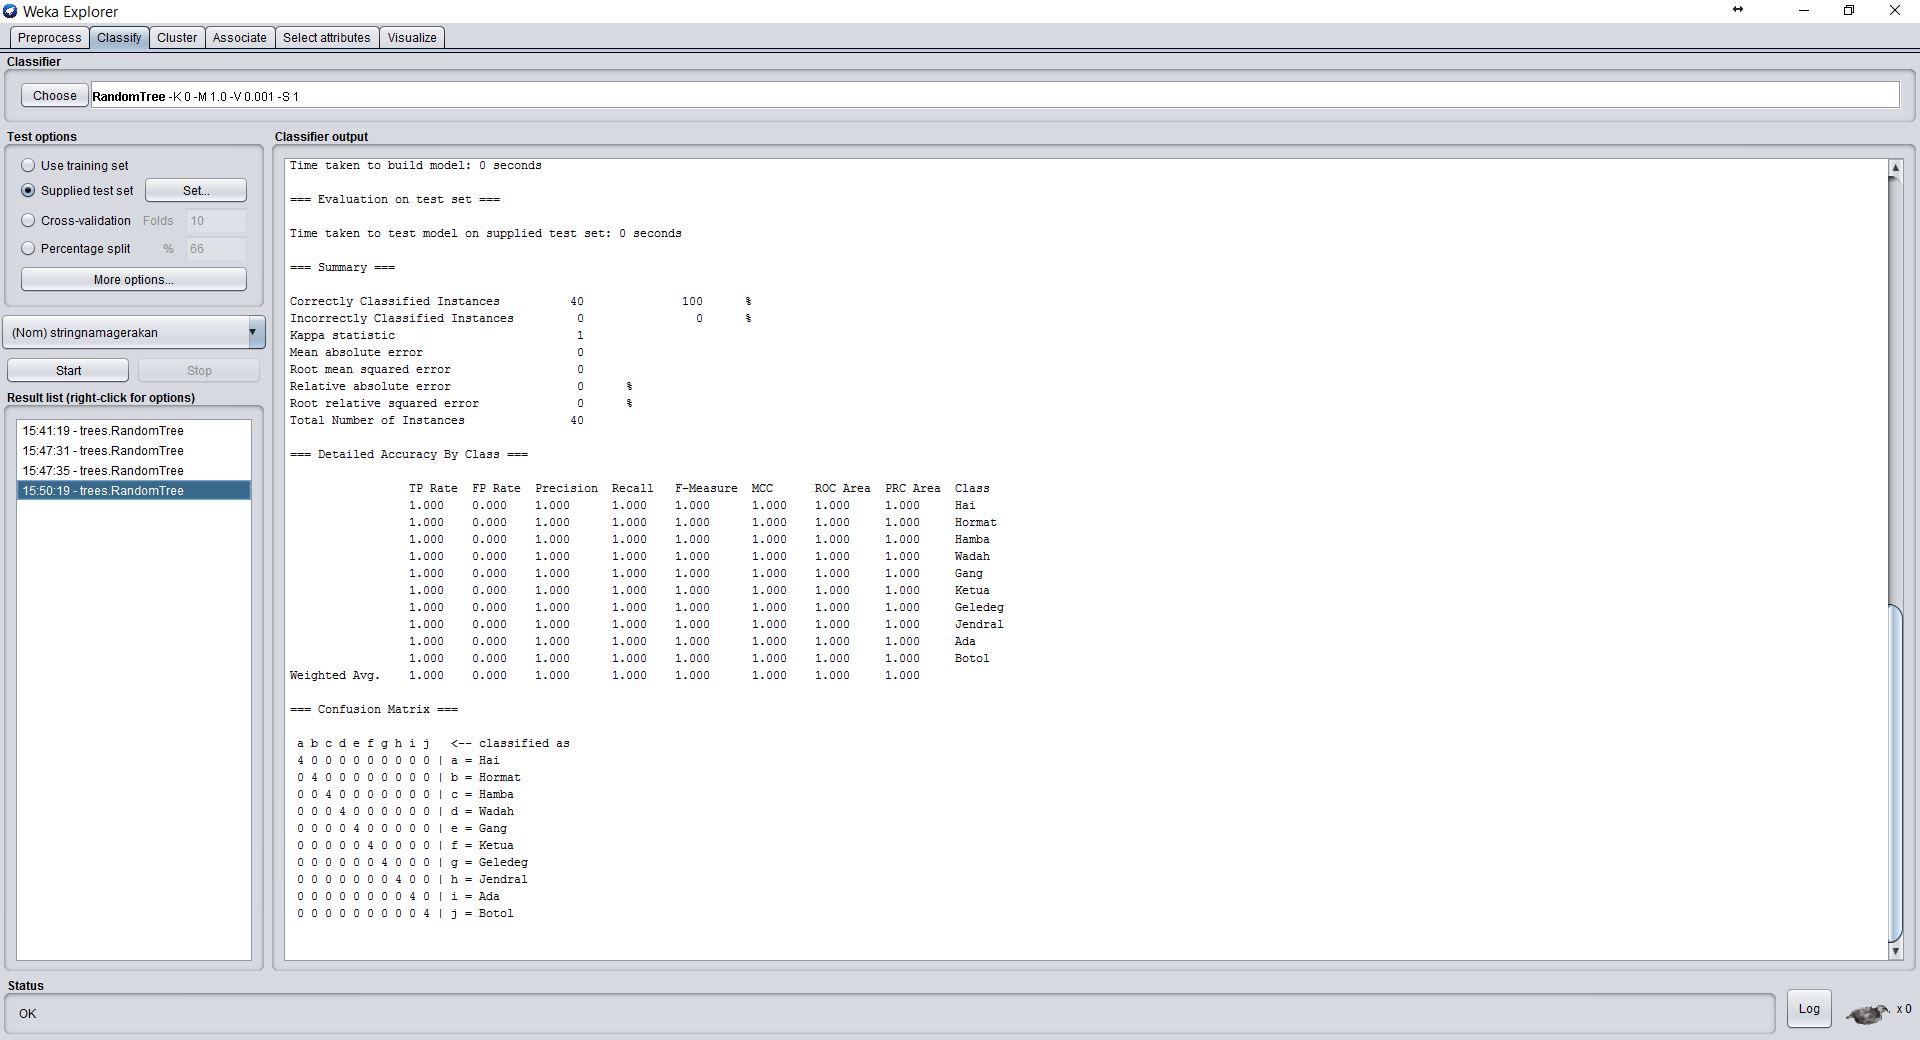 Weka Explorer
Preprocess Classify Cluster Associate Select attributes Visualize
Classifier
Choose RandomTree -K 0 -M 1.0 -V 0.001 -S 1
Test options
Use training set
Supplied test set Set...
Cross-validation Folds 10
Percentage split % 66
More options...
(Nom) stringnamagerakan
Start Stop
Result list (right-click for options)
15:41:19 - trees.RandomTree
15:47:31 - trees.RandomTree
15:47:35 - trees.RandomTree
15:50:19 - trees.RandomTree
Classifier output
Time taken to build model: 0 seconds
=== Evaluation on test set ===
Time taken to test model on supplied test set: 0 seconds
=== Summary ===
Correctly Classified Instances 40 100 %
Incorrectly Classified Instances 0 0 %
Kappa statistic 1
Mean absolute error 0
Root mean squared error 0
Relative absolute error 0 %
Root relative squared error 0 %
Total Number of Instances 40
=== Detailed Accuracy By Class ===
TP Rate FP Rate Precision Recall F-Measure MCC ROC Area PRC Area Class
1.000 0.000 1.000 1.000 1.000 1.000 1.000 1.000 Hai
1.000 0.000 1.000 1.000 1.000 1.000 1.000 1.000 Hormat
1.000 0.000 1.000 1.000 1.000 1.000 1.000 1.000 Hamba
1.000 0.000 1.000 1.000 1.000 1.000 1.000 1.000 Wadah
1.000 0.000 1.000 1.000 1.000 1.000 1.000 1.000 Gang
1.000 0.000 1.000 1.000 1.000 1.000 1.000 1.000 Ketua
1.000 0.000 1.000 1.000 1.000 1.000 1.000 1.000 Geledeg
1.000 0.000 1.000 1.000 1.000 1.000 1.000 1.000 Jendral
1.000 0.000 1.000 1.000 1.000 1.000 1.000 1.000 Ada
1.000 0.000 1.000 1.000 1.000 1.000 1.000 1.000 Botol
Weighted Avg. 1.000 0.000 1.000 1.000 1.000 1.000 1.000 1.000
=== Confusion Matrix ===
a b c d e f g h i j <-- classified as
4 0 0 0 0 0 0 0 0 0 | a = Hai
0 4 0 0 0 0 0 0 0 0 | b = Hormat
0 0 4 0 0 0 0 0 0 0 | c = Hamba
0 0 0 4 0 0 0 0 0 0 | d = Wadah
0 0 0 0 4 0 0 0 0 0 | e = Gang
0 0 0 0 0 4 0 0 0 0 | f = Ketua
0 0 0 0 0 0 4 0 0 0 | g = Geledeg
0 0 0 0 0 0 0 4 0 0 | h = Jendral
0 0 0 0 0 0 0 0 4 0 | i = Ada
0 0 0 0 0 0 0 0 0 4 | j = Botol
Status
OK
Log x 0